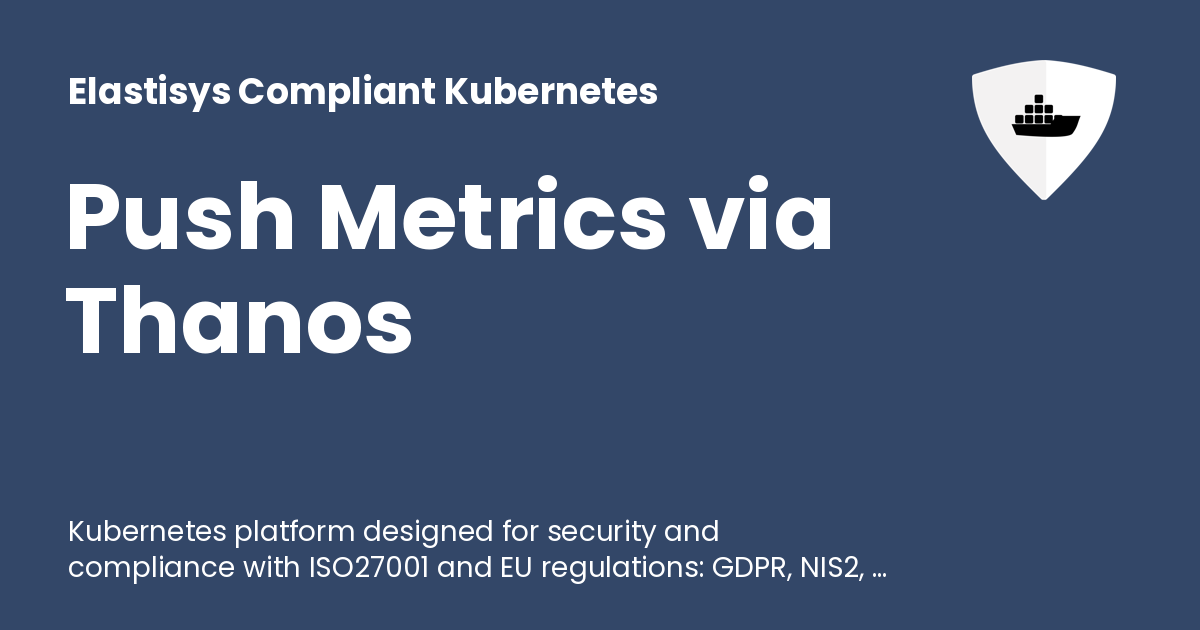 Elastisys Compliant Kubernetes
Push Metrics via
Thanos
Kubernetes platform designed for security and
compliance with ISO27001 and EU regulations: GDPR, NIS2, ...